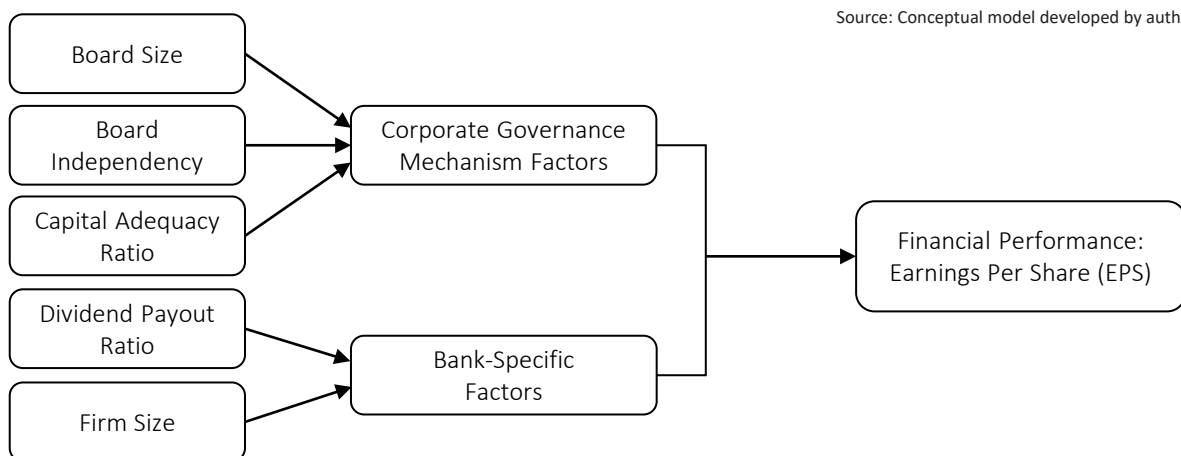 Source: Conceptual model developed by auth
Board Size
Board
Independency
Capital Adequacy
Ratio
Dividend Payout
Ratio
Firm Size
Corporate Governance
Mechanism Factors
Bank-Specific
Factors
Financial Performance:
Earnings Per Share (EPS)